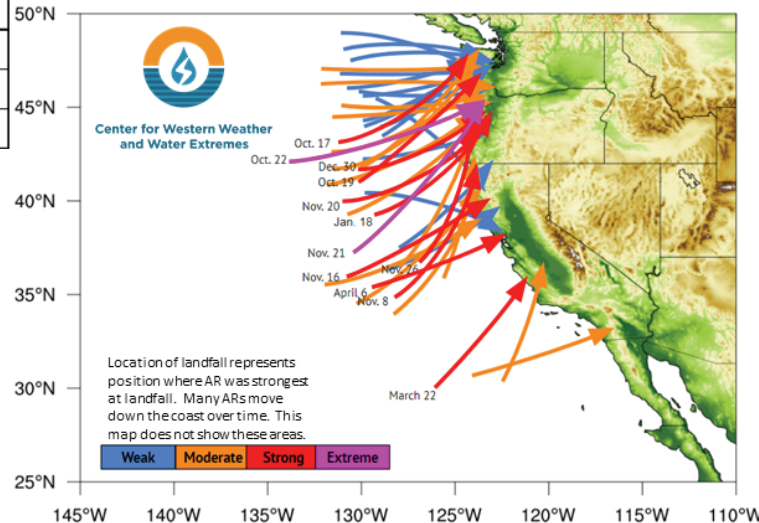 50°N
45°N
40°N
35°N
30°N
25°N
Center for Western Weather
and Water Extremes
Oct. 17
Oct. 22
Dec. 30
Oct. 19
Nov. 20
Jan. 18
Nov. 21
Nov. 26
Nov. 16
April 6
Nov. 8
March 22
Location of landfall represents
position where AR was strongest
at landfall. Many ARs move
down the coast over time. This
map does not show these areas.
Weak Moderate Strong Extreme
145°W 140°W 135°W 130°W 125°W 120°W 115°W 110°W